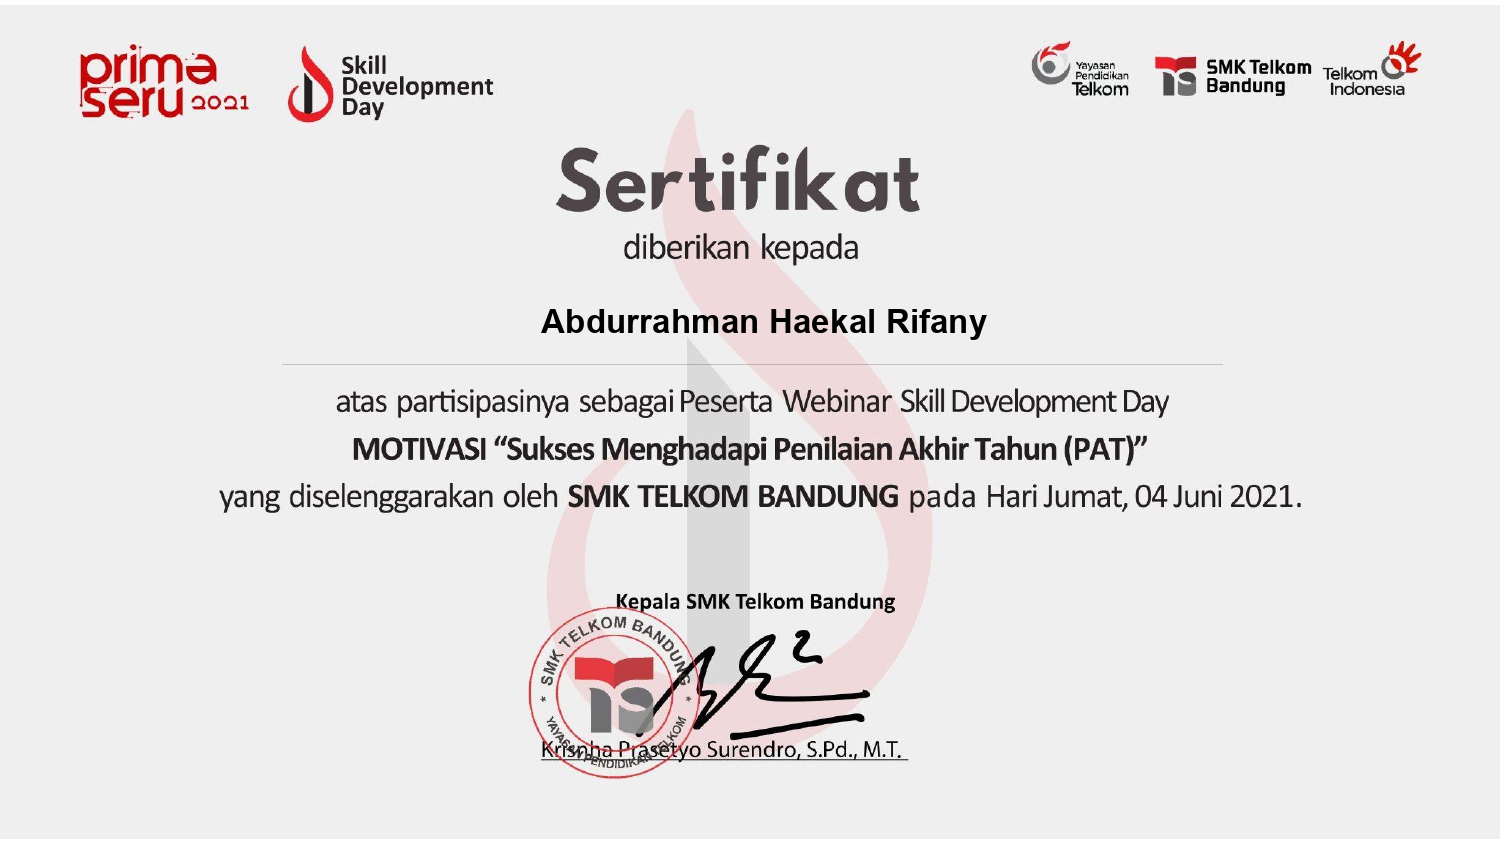 prima
seru 2021
Skill
Development
Day
Yayasan
Pendidikan
Telkom
SMK Telkom
Bandung
Telkom
Indonesia
Sertifikat
diberikan kepada
Abdurrahman Haekal Rifany
atas partisipasinya sebagai Peserta Webinar Skill Development Day
MOTIVASI “Sukses Menghadapi Penilaian Akhir Tahun (PAT)”
yang diselenggarakan oleh SMK TELKOM BANDUNG pada Hari Jumat, 04 Juni 2021.
Kepala SMK Telkom Bandung
* SMK TELKOM BANDUNG *
YAYASAN PENDIDIKAN TELKOM
Krisnha Prasetyo Surendro, S.Pd., M.T.